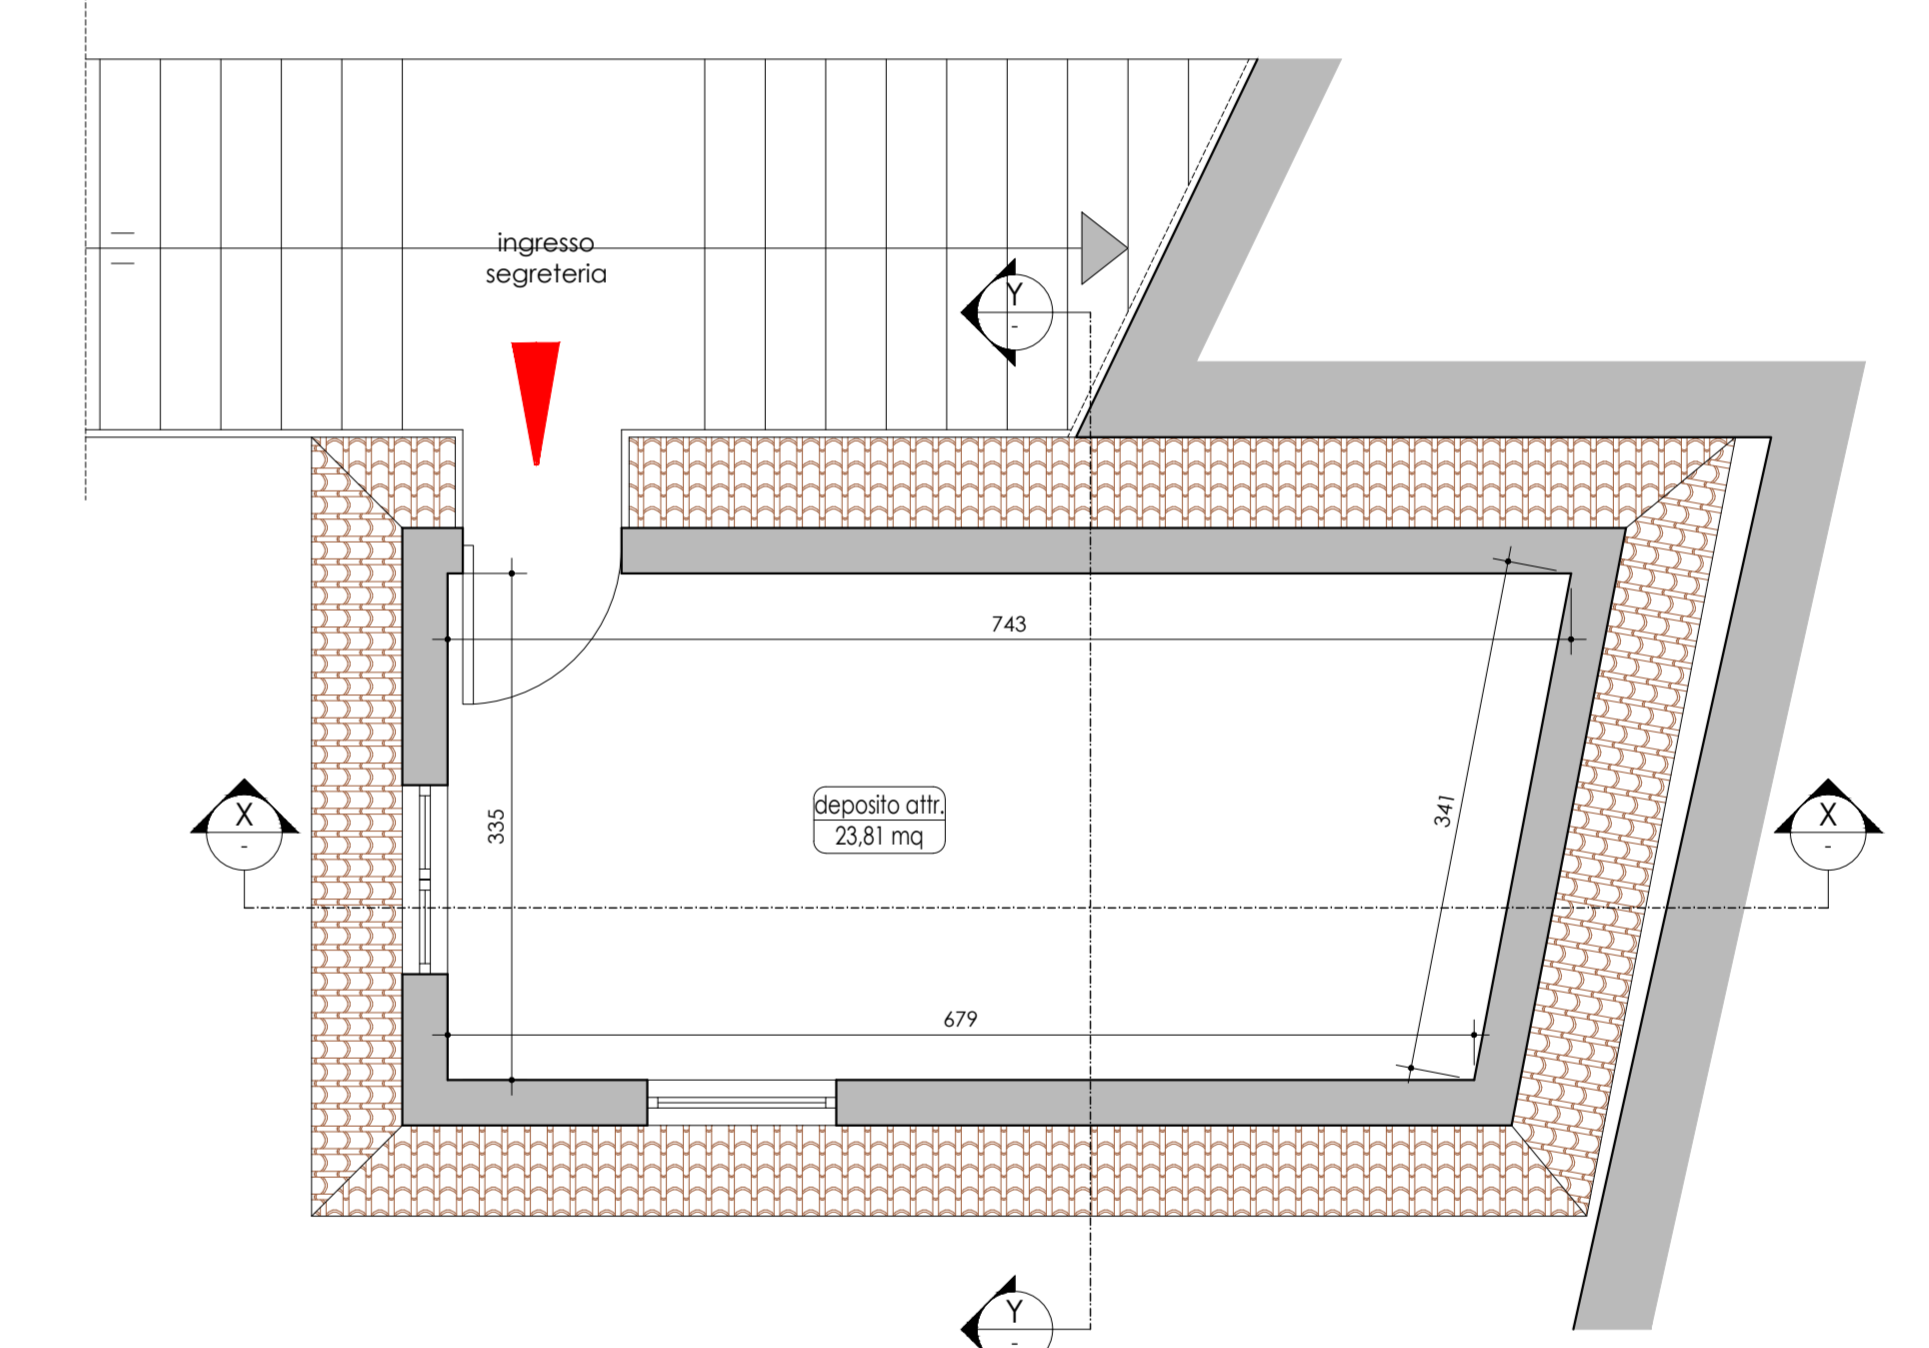 ingresso
segreteria
Y
-
743
335
341
deposito attr.
23,81 mq
X
-
X
-
679
Y
-